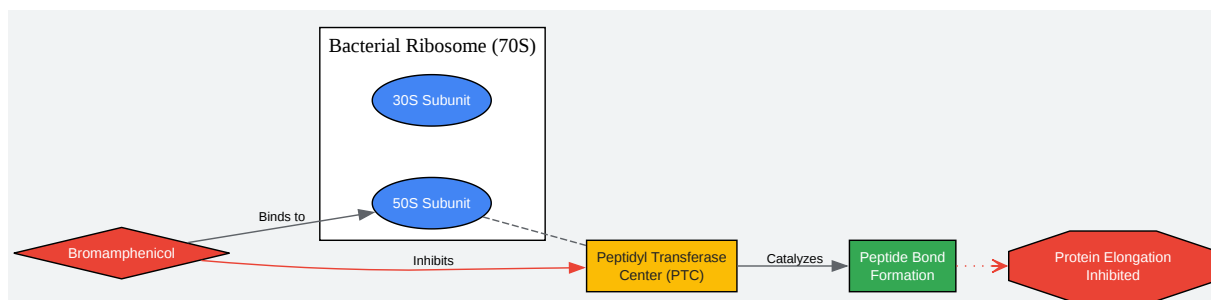 Bacterial Ribosome (70S)
30S Subunit
50S Subunit
Binds to
Bromamphenicol
Inhibits
Peptidyl Transferase
Center (PTC)
Catalyzes
Peptide Bond
Formation
Protein Elongation
Inhibited